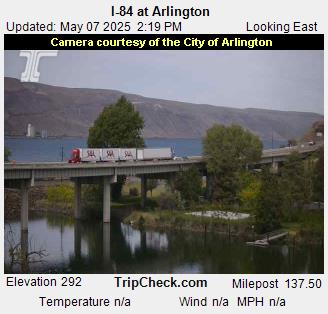 I-84 at Arlington
Updated: May 07 2025 2:19 PM Looking East
Camera courtesy of the City of Arlington
Elevation 292 TripCheck.com Milepost 137.50
Temperature n/a Wind n/a MPH n/a